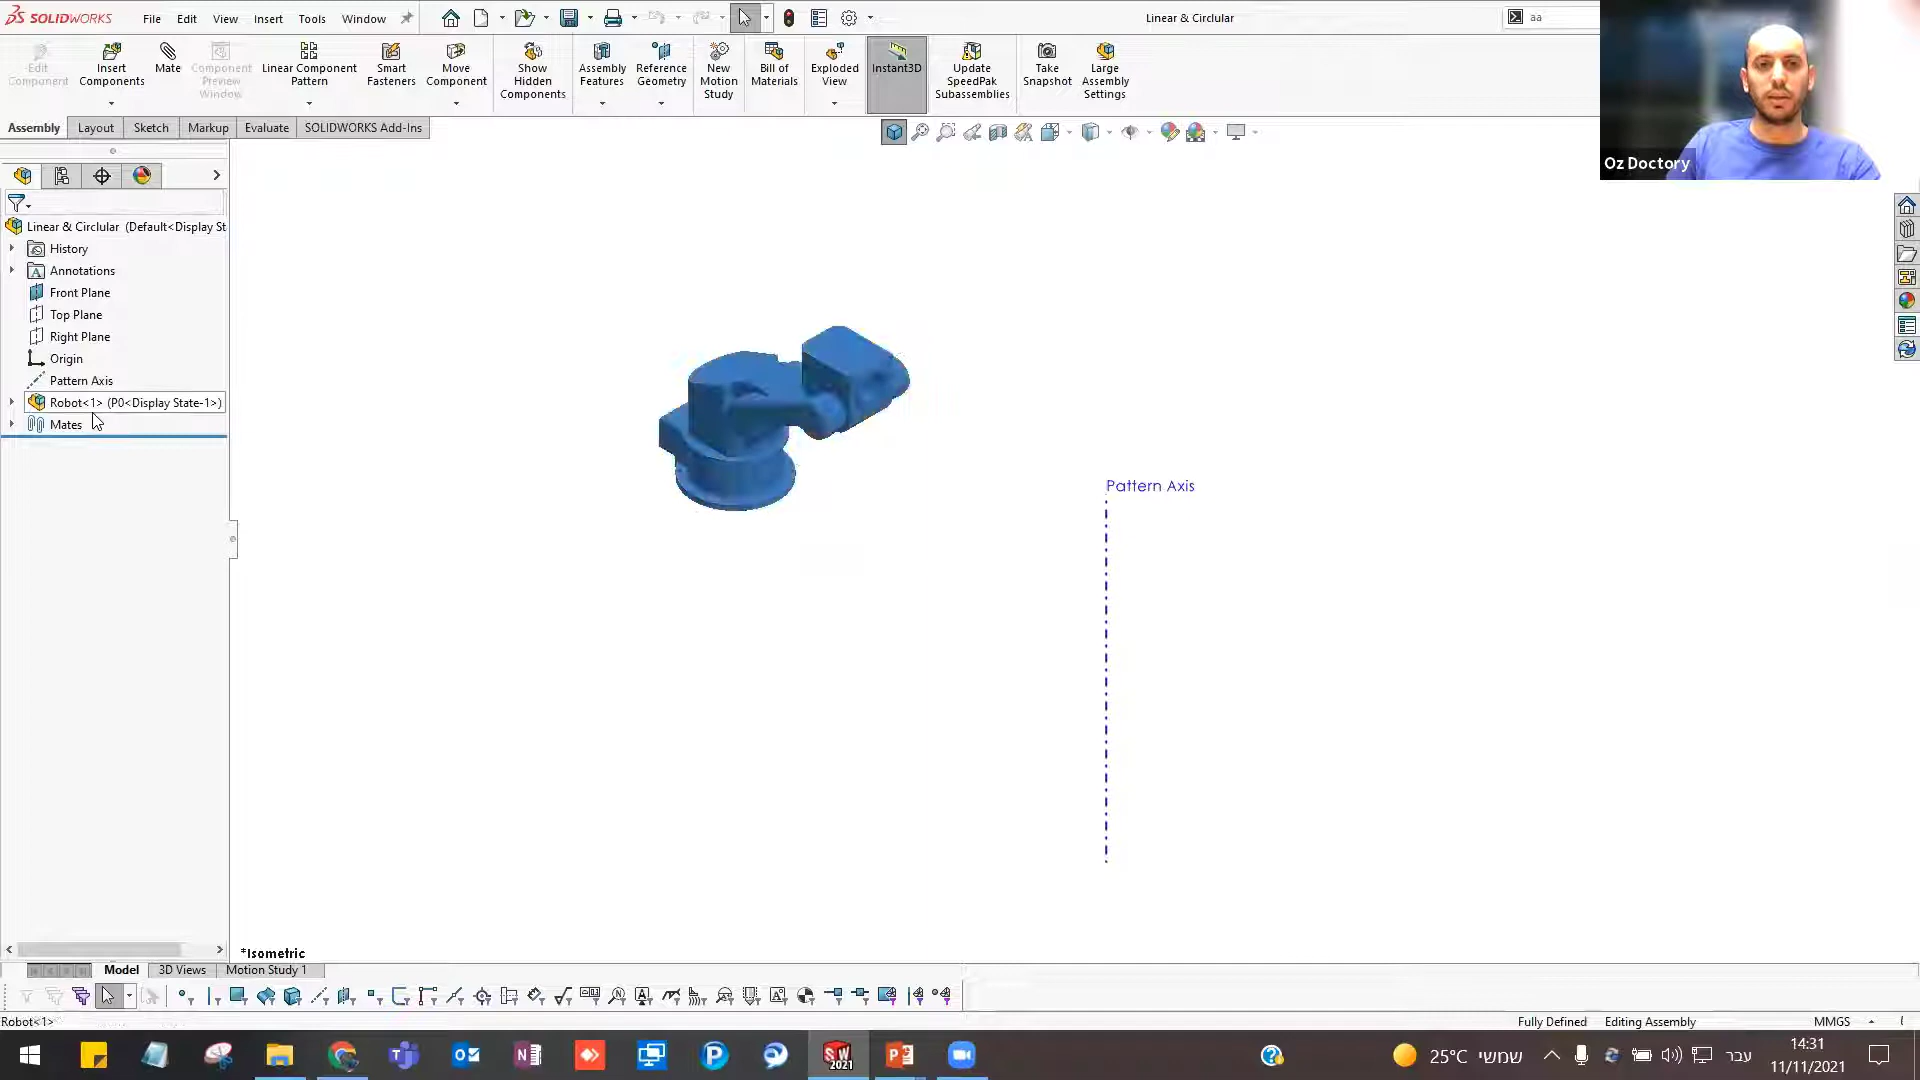 SOLIDWORKS File Edit View Insert Tools Window Linear & Circlular aa
Edit Component
Insert Components
Mate
Component Preview Window
Linear Component Pattern
Smart Fasteners
Move Component
Show Hidden Components
Assembly Features
Reference Geometry
New Motion Study
Bill of Materials
Exploded View
Instant3D
Update SpeedPak Subassemblies
Take Snapshot
Large Assembly Settings
Assembly Layout Sketch Markup Evaluate SOLIDWORKS Add-Ins
Oz Doctory
Linear & Circlular (Default<Display St
History
Annotations
Front Plane
Top Plane
Right Plane
Origin
Pattern Axis
Robot<1> (P0<Display State-1>)
Mates
Pattern Axis
*Isometric
Model 3D Views Motion Study 1
Robot<1> Fully Defined Editing Assembly MMGS
SW 2021
25°C שמשי
עבר
14:31
11/11/2021